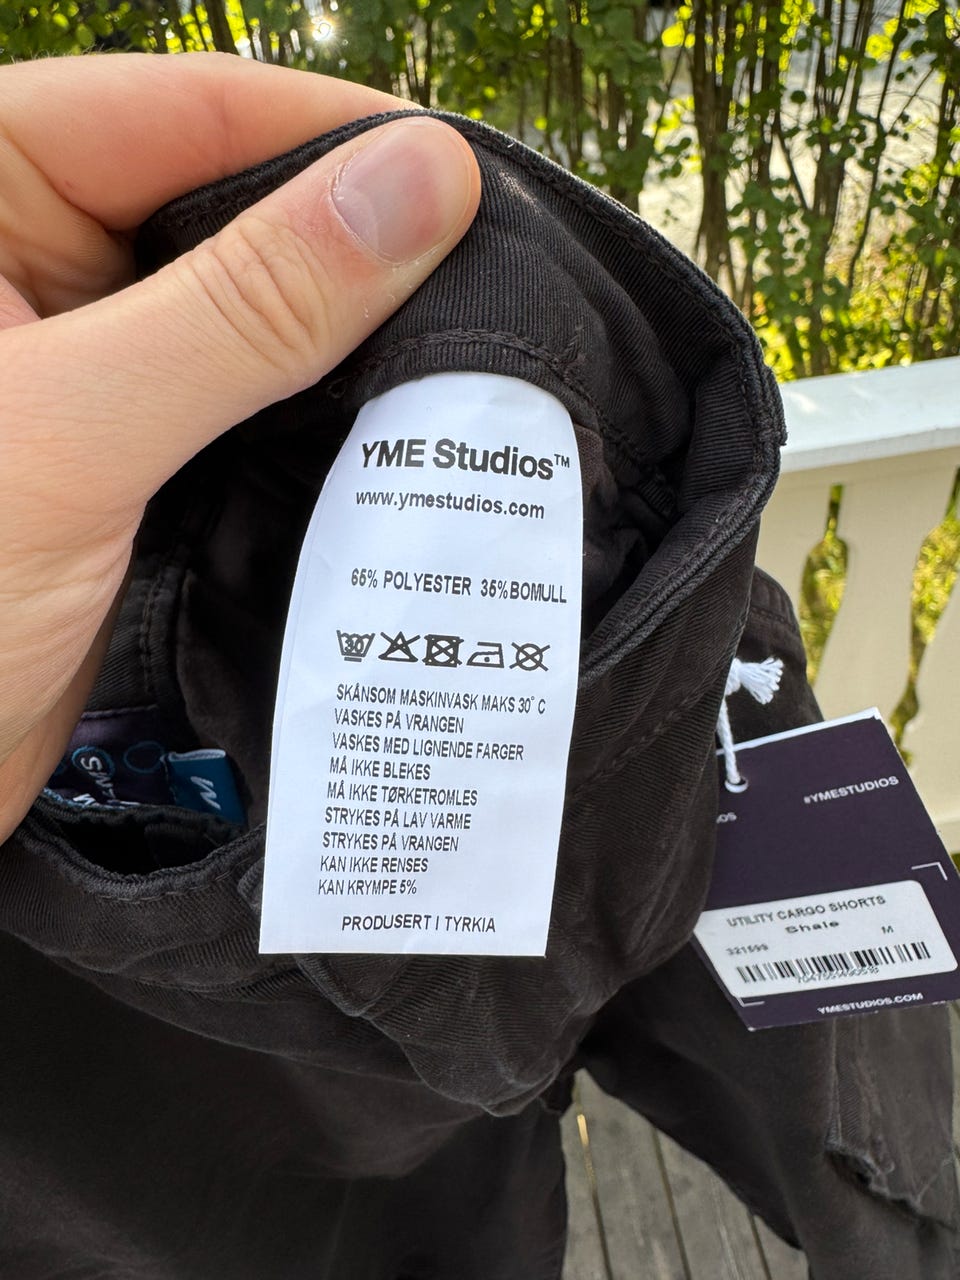 YME Studios™
www.ymestudios.com
65% POLYESTER 35%BOMULL
30
SKÅNSOM MASKINVASK MAKS 30° C
VASKES PÅ VRANGEN
VASKES MED LIGNENDE FARGER
MÅ IKKE BLEKES
MÅ IKKE TØRKETROMLES
STRYKES PÅ LAV VARME
STRYKES PÅ VRANGEN
KAN IKKE RENSES
KAN KRYMPE 5%
PRODUSERT I TYRKIA
M
#YMESTUDIOS
UTILITY CARGO SHORTS
Shale M
321599
YMESTUDIOS.COM